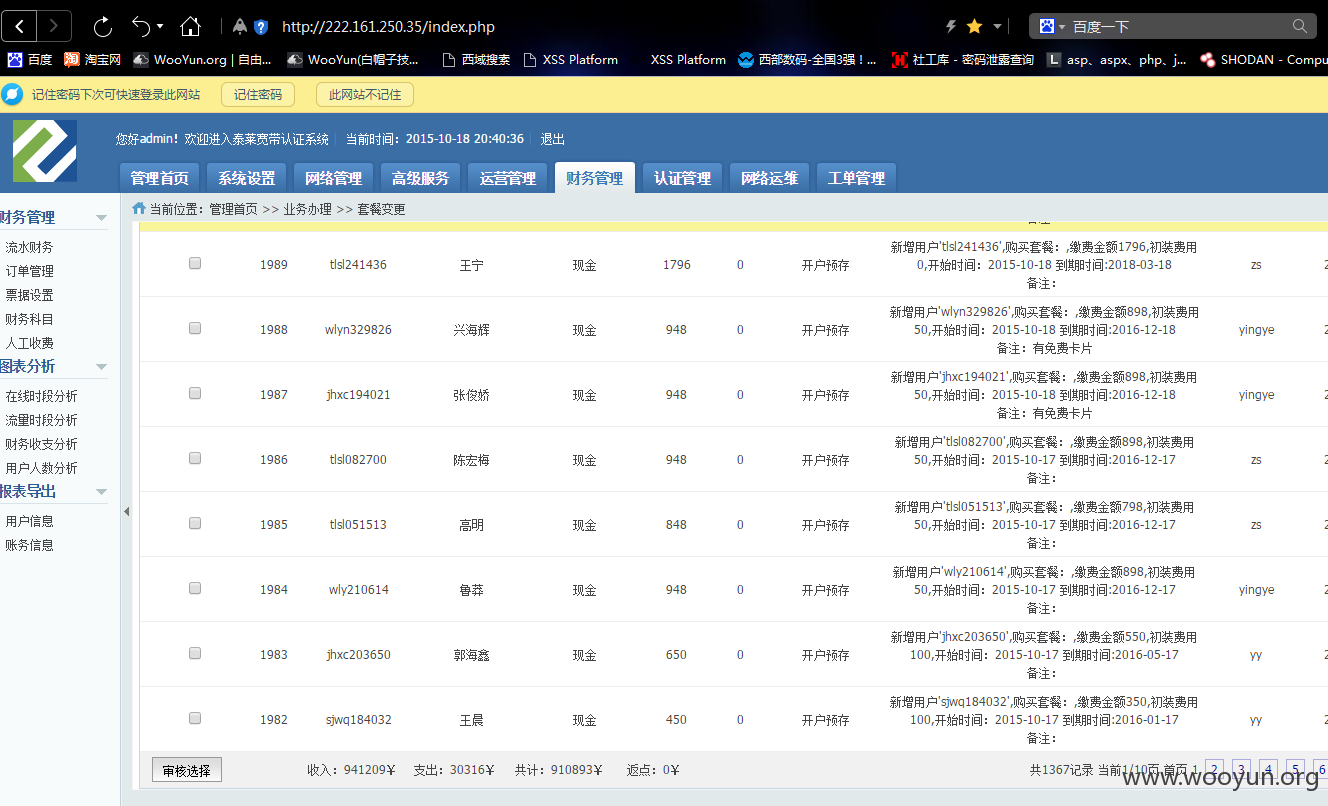 http://222.161.250.35/index.php
百度一下
百度 淘宝网 WooYun.org | 自由... WooYun(白帽子技... 西域搜索 XSS Platform XSS Platform 西部数码-全国3强！... 社工库 - 密码泄露查询 asp、aspx、php、j... SHODAN - Compu
记住密码下次可快速登录此网站 记住密码 此网站不记住
您好admin！欢迎进入泰莱宽带认证系统 当前时间：2015-10-18 20:40:36 退出
管理首页 系统设置 网络管理 高级服务 运营管理 财务管理 认证管理 网络运维 工单管理
当前位置：管理首页 >> 业务办理 >> 套餐变更
财务管理
流水财务
订单管理
票据设置
财务科目
人工收费
图表分析
在线时段分析
流量时段分析
财务收支分析
用户人数分析
报表导出
用户信息
账务信息
新增用户'tlsl241436',购买套餐：,缴费金额1796,初装费用
1989 tlsl241436 王宁 现金 1796 0 开户预存 0,开始时间：2015-10-18 到期时间:2018-03-18 zs 2
备注：
新增用户'wlyn329826',购买套餐：,缴费金额898,初装费用
1988 wlyn329826 兴海辉 现金 948 0 开户预存 50,开始时间：2015-10-18 到期时间:2016-12-18 yingye 2
备注：有免费卡片
新增用户'jhxc194021',购买套餐：,缴费金额898,初装费用
1987 jhxc194021 张俊娇 现金 948 0 开户预存 50,开始时间：2015-10-18 到期时间:2016-12-18 yingye 2
备注：有免费卡片
新增用户'tlsl082700',购买套餐：,缴费金额898,初装费用
1986 tlsl082700 陈宏梅 现金 948 0 开户预存 50,开始时间：2015-10-17 到期时间:2016-12-17 zs 2
备注：
新增用户'tlsl051513',购买套餐：,缴费金额798,初装费用
1985 tlsl051513 高明 现金 848 0 开户预存 50,开始时间：2015-10-17 到期时间:2016-12-17 zs 2
备注：
新增用户'wly210614',购买套餐：,缴费金额898,初装费用
1984 wly210614 鲁莽 现金 948 0 开户预存 50,开始时间：2015-10-17 到期时间:2016-12-17 yingye 2
备注：
新增用户'jhxc203650',购买套餐：,缴费金额550,初装费用
1983 jhxc203650 郭海鑫 现金 650 0 开户预存 100,开始时间：2015-10-17 到期时间:2016-05-17 yy 2
备注：
新增用户'sjwq184032',购买套餐：,缴费金额350,初装费用
1982 sjwq184032 王晨 现金 450 0 开户预存 100,开始时间：2015-10-17 到期时间:2016-01-17 yy 2
备注：
审核选择 收入：941209￥ 支出：30316￥ 共计：910893￥ 返点：0￥ 共1367记录 当前1/10页 首页 1 2 3 4 5 6
www.wooyun.org